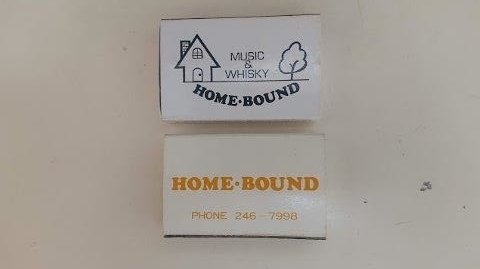 MUSIC
&
WHISKY
HOME·BOUND
HOME·BOUND
PHONE 246-7998